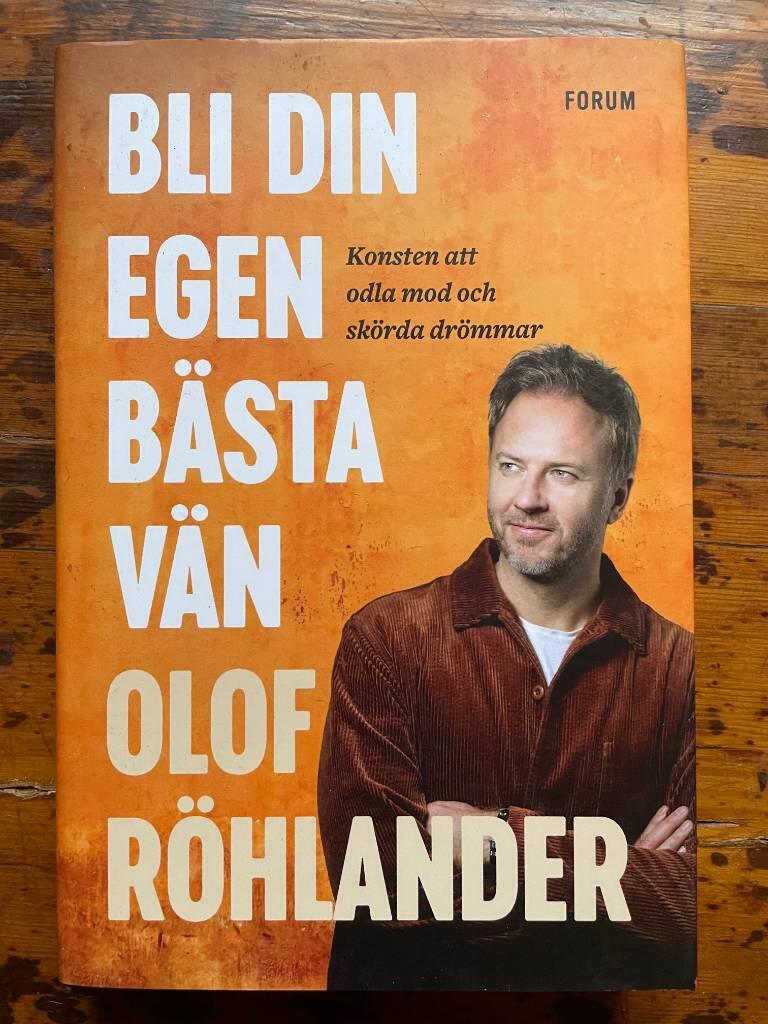 FORUM
BLI DIN
EGEN
Konsten att
odla mod och
skörda drömmar
BÄSTA
VÄN
OLOF
RÖHLANDER